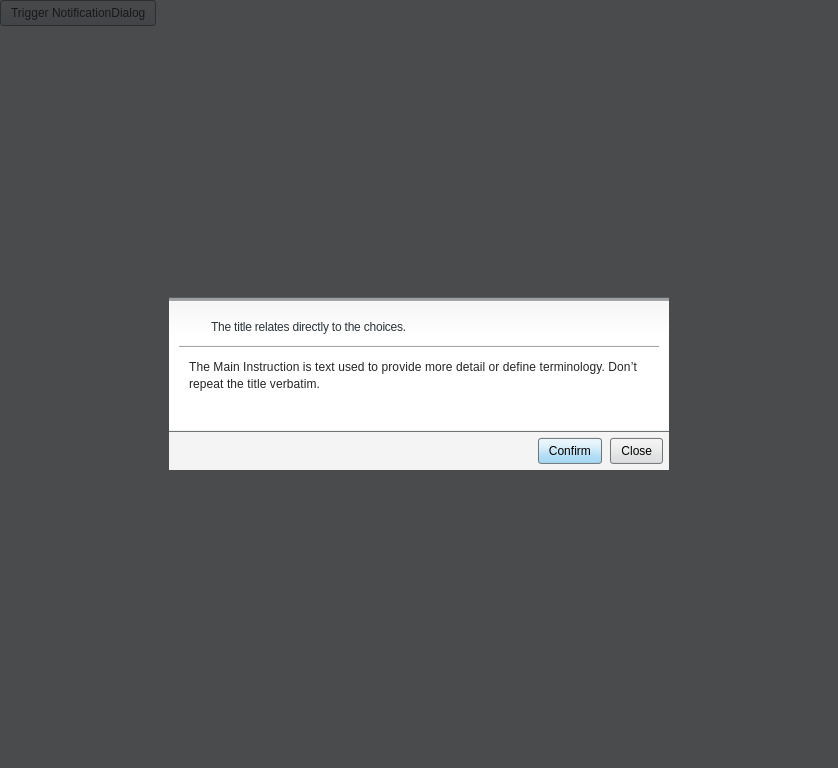 Trigger NotificationDialog
The title relates directly to the choices.
The Main Instruction is text used to provide more detail or define terminology. Don’t
repeat the title verbatim.
Confirm
Close